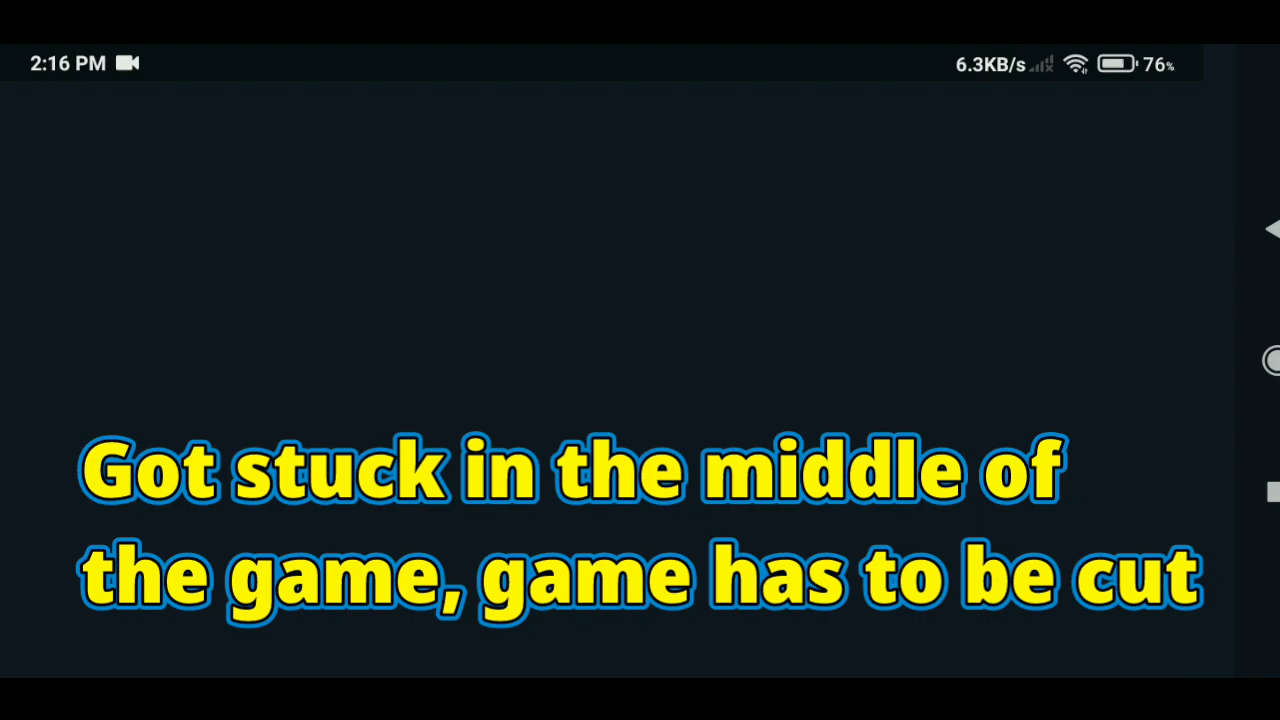 2:16 PM 6.3KB/s 76%
Got stuck in the middle of
the game, game has to be cut